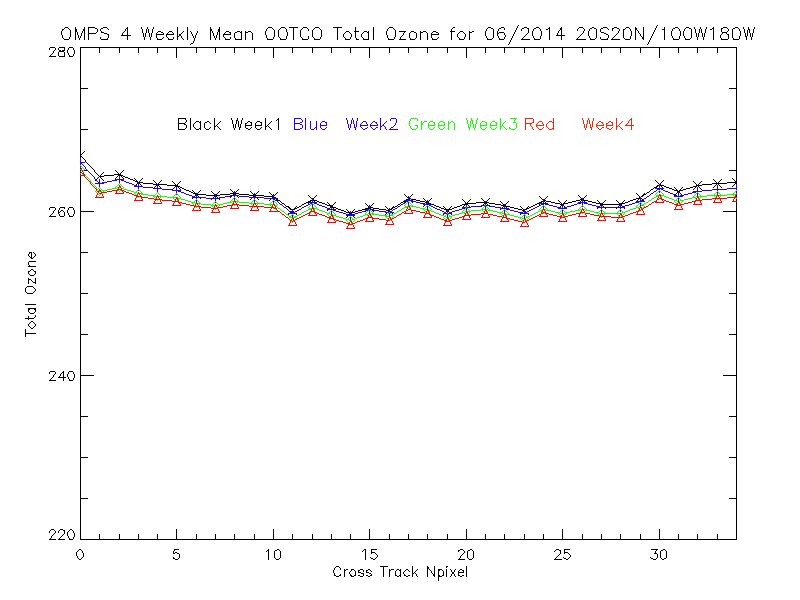 OMPS 4 Weekly Mean OOTCO Total Ozone for 06/2014 20S20N/100W180W
280
Black Week1 Blue Week2 Green Week3 Red Week4
260
Total Ozone
240
220
0 5 10 15 20 25 30
Cross Track Npixel